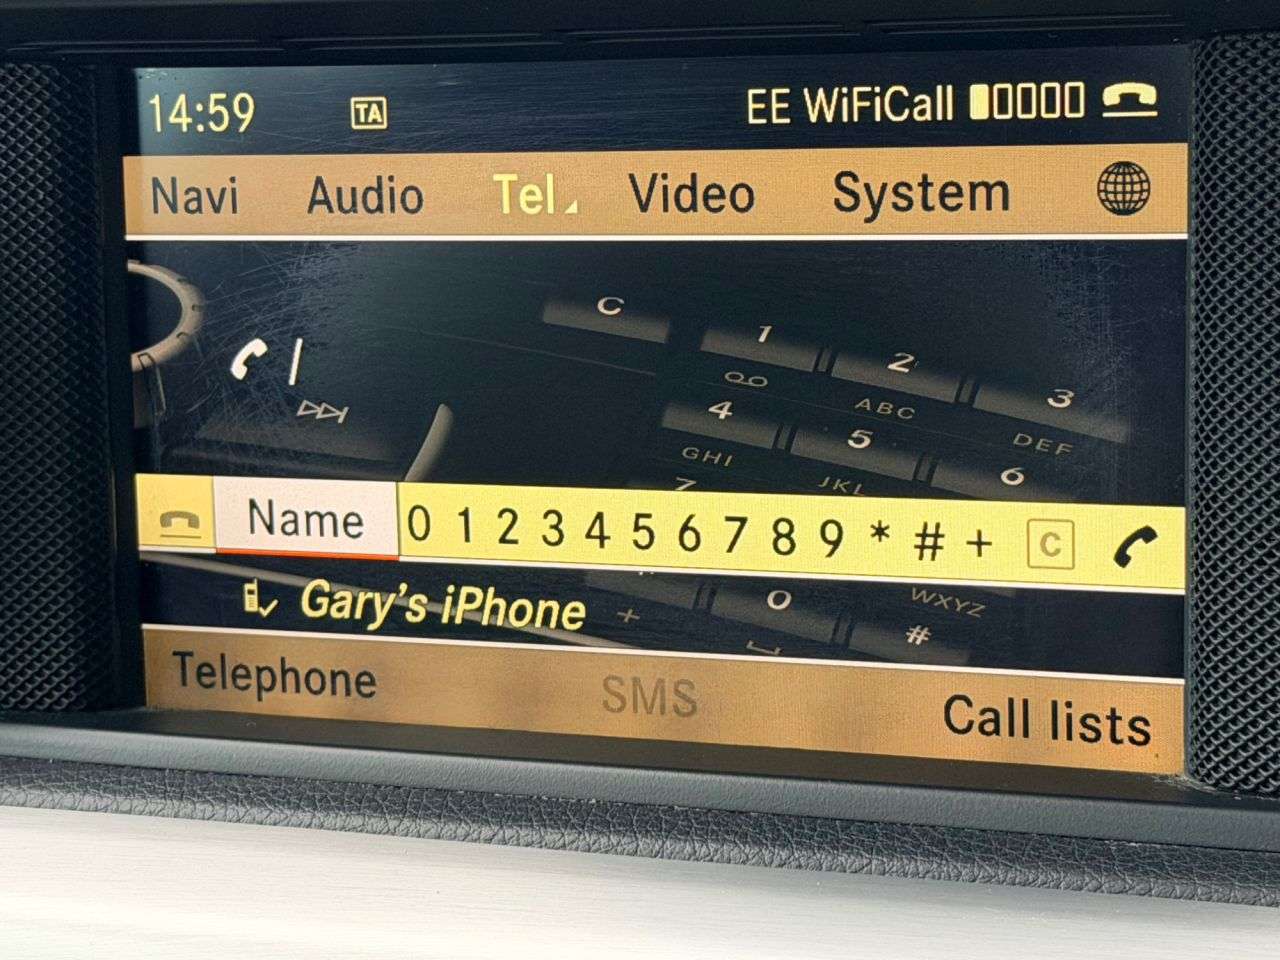 14:59 TA EE WiFiCall
Navi Audio Tel Video System
C 1 2 3
ABC DEF
4 5 6
GHI JKL
7
Name 0 1 2 3 4 5 6 7 8 9 * # + C
Gary's iPhone
+ 0 # WXYZ
Telephone SMS Call lists